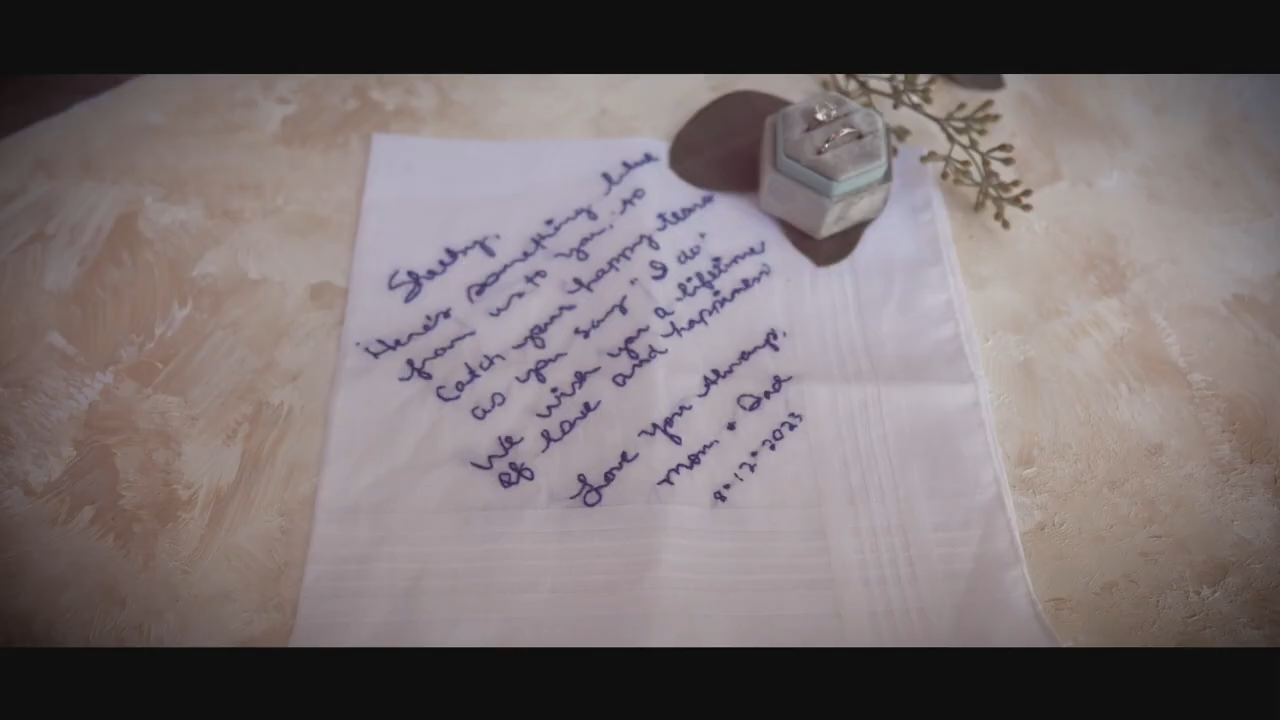 Shelby,
Here's something blue
from us to you, to
Catch your happy tears
as you say "I do"
We wish you a lifetime
of love and happiness
Love you Always,
Mom & Dad
8-12-2023